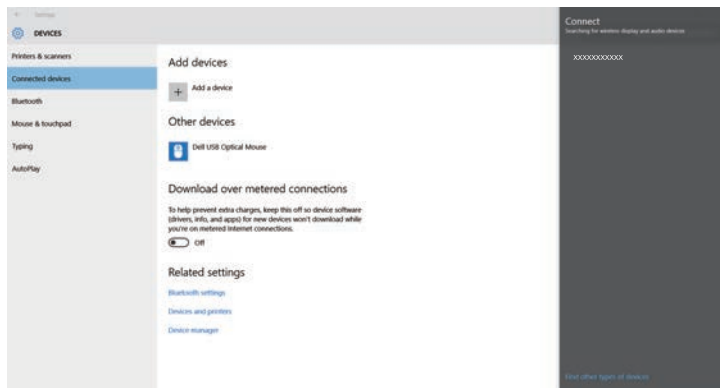 Settings
DEVICES
Printers & scanners
Connected devices
Bluetooth
Mouse & touchpad
Typing
AutoPlay
Add devices
Add a device
Other devices
Dell USB Optical Mouse
Download over metered connections
To help prevent extra charges, keep this off so device software
(drivers, info, and apps) for new devices won't download while
you're on metered Internet connections.
Off
Related settings
Bluetooth settings
Devices and printers
Device manager
Connect
Searching for wireless display and audio devices
xxxxxxxxxxx
Find other types of devices